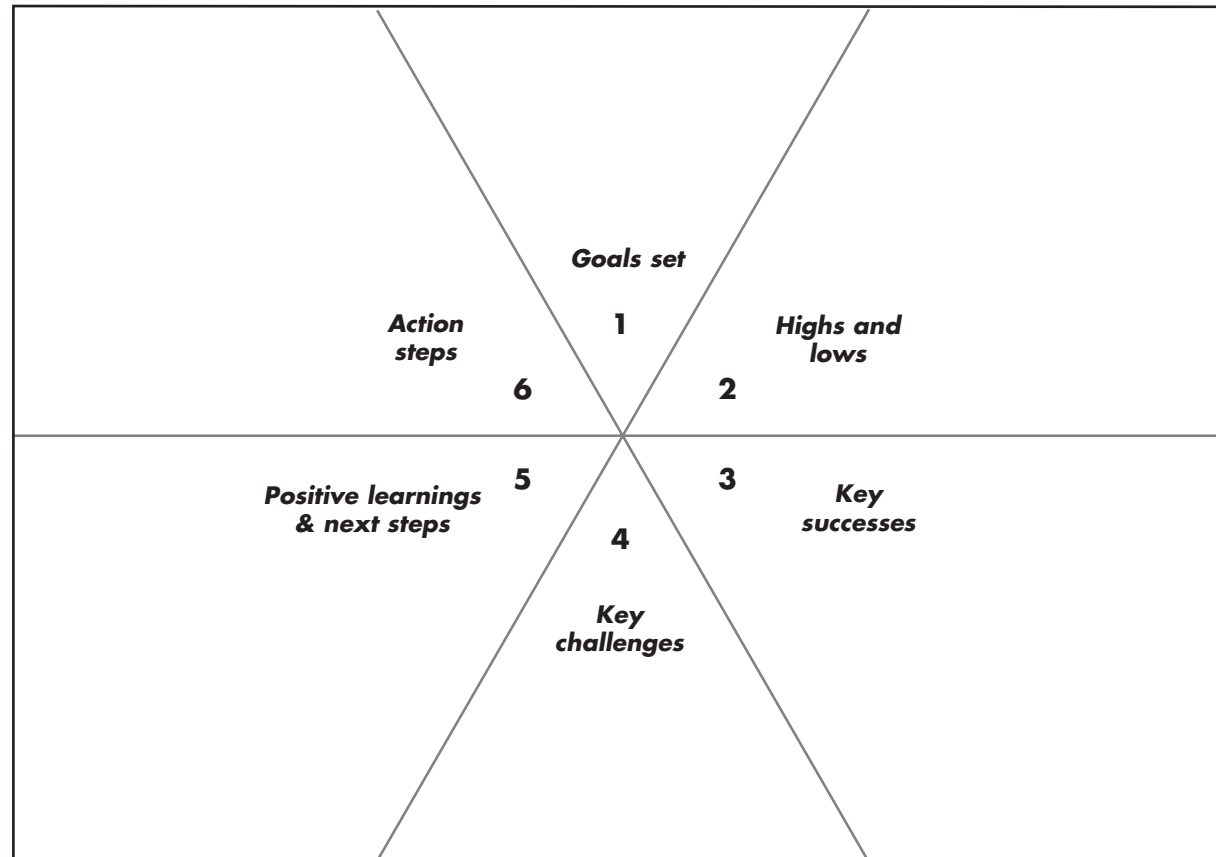 Goals set
1
Highs and
lows
2
3
Key
successes
4
Key
challenges
5
Positive learnings
& next steps
6
Action
steps